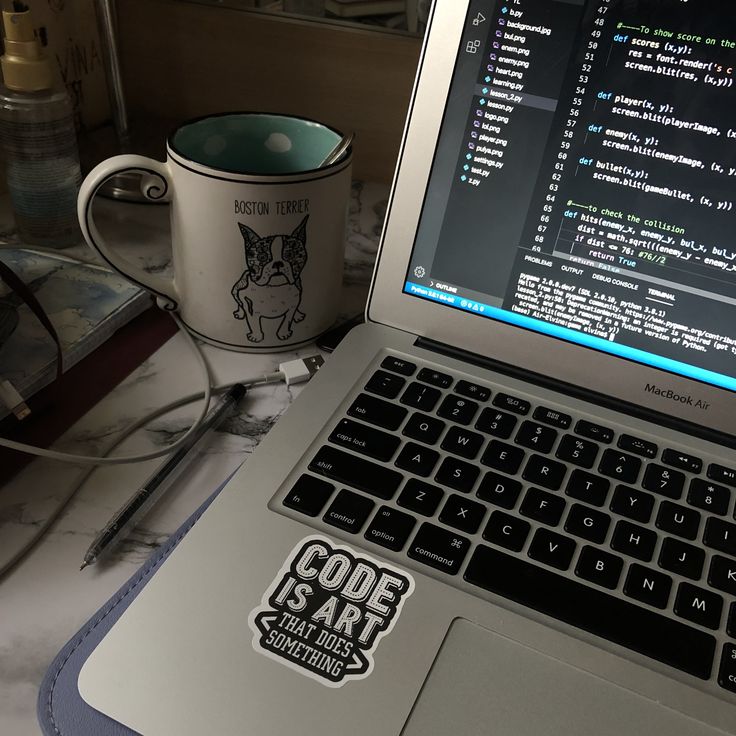 BOSTON TERRIER
b.py
background.jpg
bul.png
enem.png
enemy.png
heart.png
learning.py
lesson_2.py
lesson.py
logo.png
lol.png
player.png
pulya.png
settings.py
test.py
z.py
OUTLINE
Python 3.8.1 64-bit
48
49
50
51
52
53
54
55
56
57
58
59
60
61
62
63
64
65
66
67
68
69
#----To show score on the
def scores (x,y):
res = font.render('s c
screen.blit(res, (x,y))
def player(x, y):
screen.blit(playerImage, (x,
def enemy(x, y):
screen.blit(enemyImage, (x, y
def bullet(x,y):
screen.blit(gameBullet, (x, y))
#----to check the collision
def hits(enemy_x, enemy_y, bul_x, bul_y
dist = math.sqrt(((enemy_y - enemy_x
if dist <= 76: #76//2
return True
return False
PROBLEMS OUTPUT DEBUG CONSOLE TERMINAL
pygame 2.0.0.dev7 (SDL 2.0.10, python 3.8.1)
Hello from the pygame community. https://www.pygame.org/contribut
lesson_2.py:58: DeprecationWarning: an integer is required (got ty
recated, and may be removed in a future version of Python.
screen.blit(enemyImage, (x, y))
(base) Air-Elvina:game elvina$
MacBook Air
esc
~ `
! 1
@ 2
# 3
$ 4
% 5
^ 6
& 7
* 8
tab Q W E R T Y U I
caps lock A S D F G H J K
shift Z X C V B N M
fn control alt option ⌘ command
CODE
IS ART
<THAT DOES
SOMETHING>